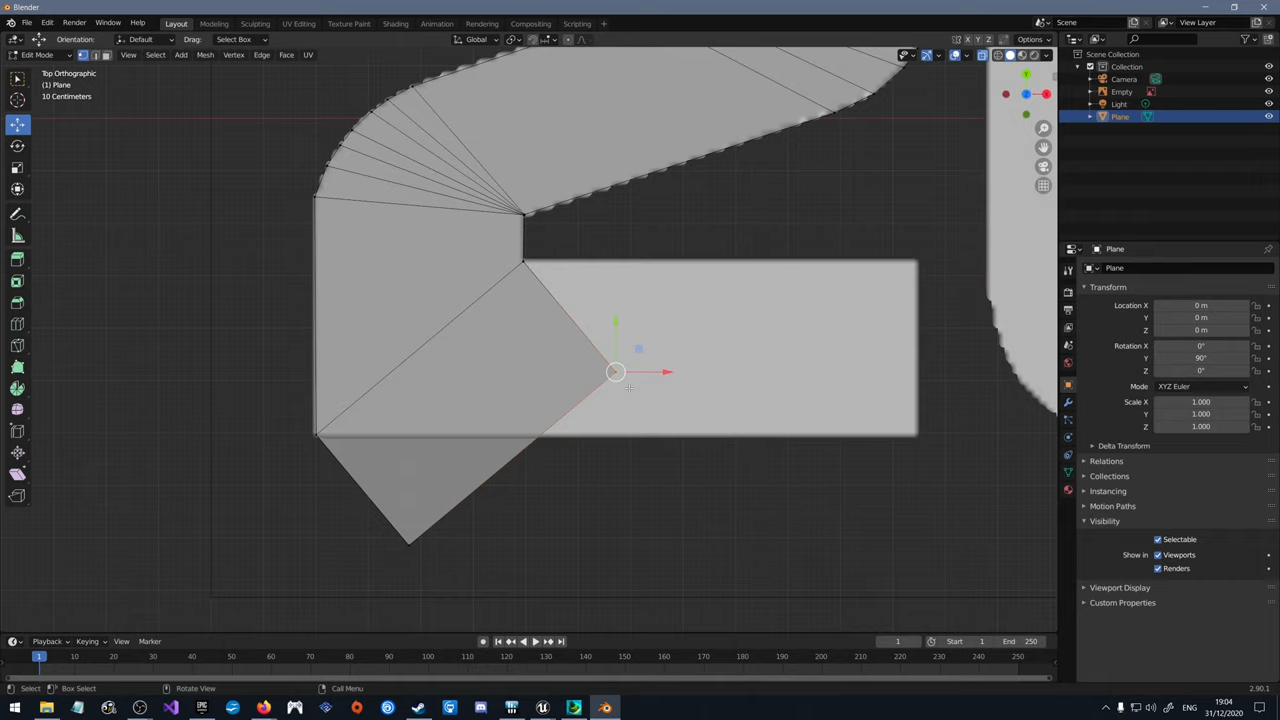 Blender
File Edit Render Window Help
Layout Modeling Sculpting UV Editing Texture Paint Shading Animation Rendering Compositing Scripting +
Scene View Layer
Orientation: Default Drag: Select Box Global X Y Z Options
Edit Mode View Select Add Mesh Vertex Edge Face UV
Top Orthographic
(1) Plane
10 Centimeters
Y
Z
X
Scene Collection
Collection
Camera
Empty
Light
Plane
Plane
Plane
Transform
Location X 0 m
Y 0 m
Z 0 m
Rotation X 0°
Y 90°
Z 0°
Mode XYZ Euler
Scale X 1.000
Y 1.000
Z 1.000
Delta Transform
Relations
Collections
Instancing
Motion Paths
Visibility
Selectable
Show in Viewports
Renders
Viewport Display
Custom Properties
Playback Keying View Marker 1 Start 1 End 250
1 10 20 30 40 50 60 70 80 90 100 110 120 130 140 150 160 170 180 190 200 210 220 230 240 250
Select Box Select Rotate View Call Menu 2.90.1
ENG 19:04
31/12/2020